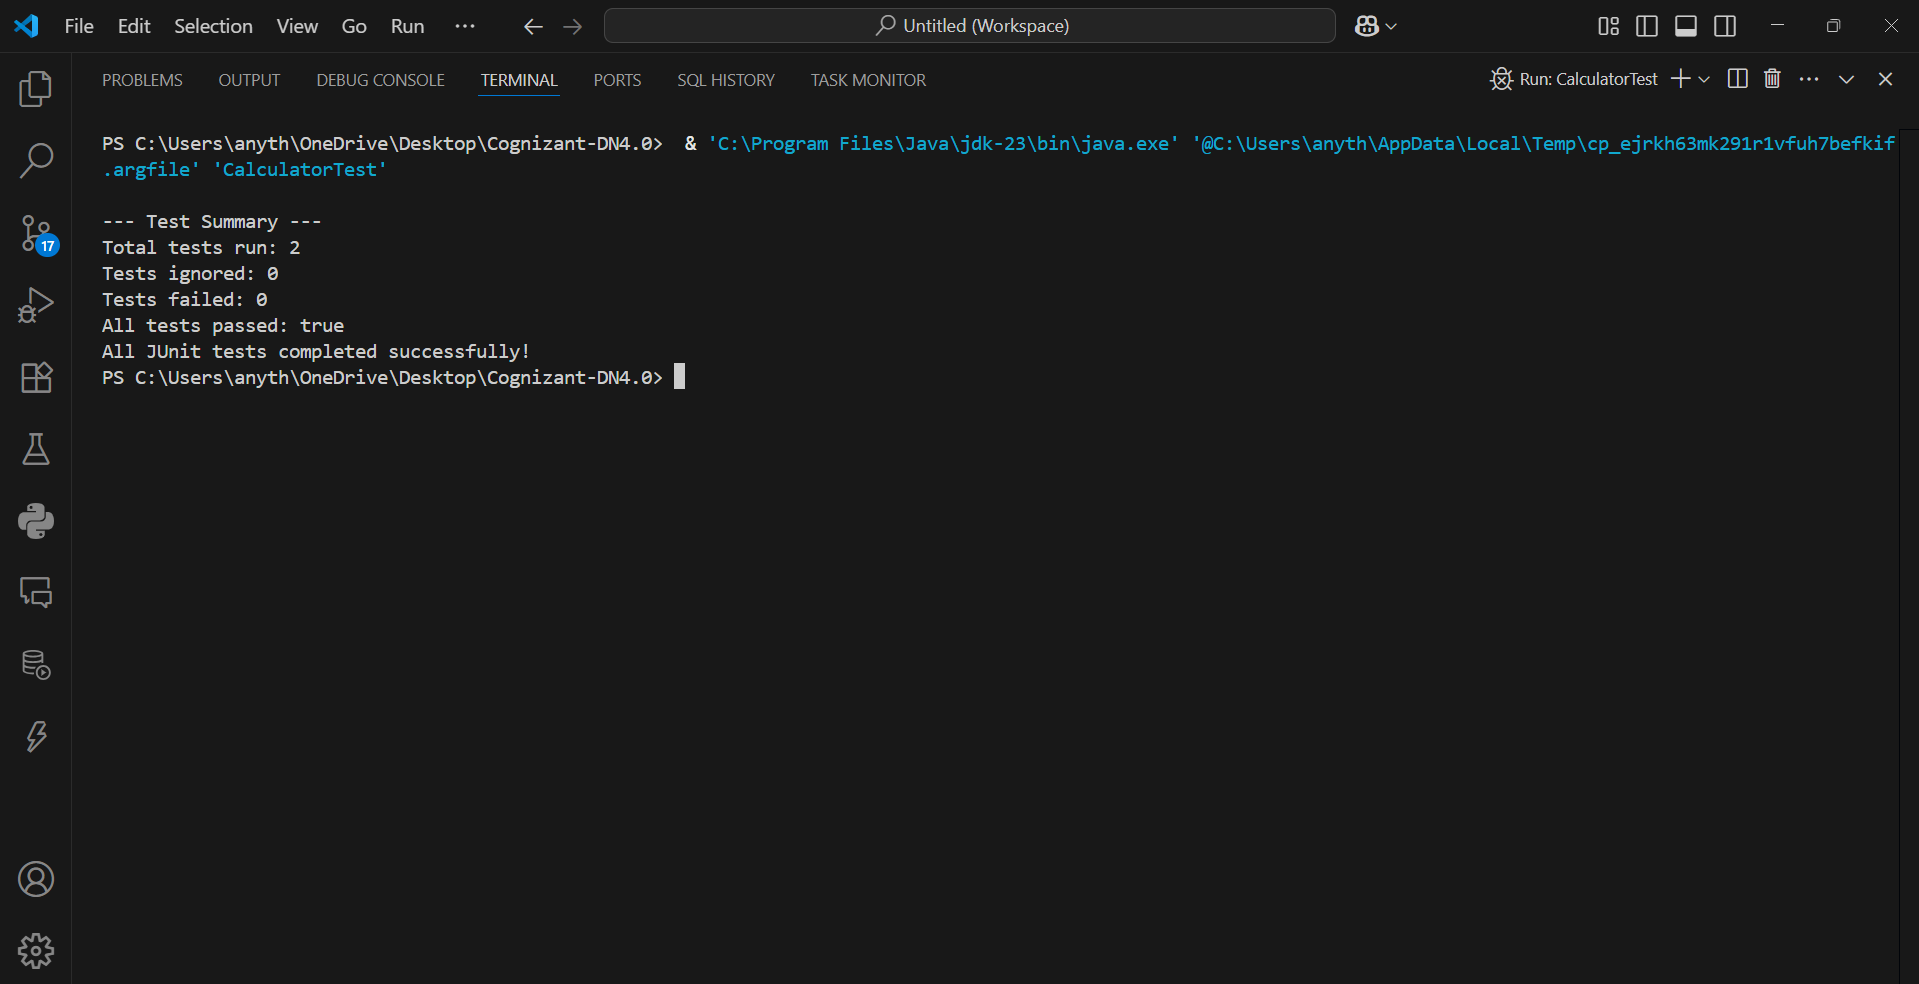 File Edit Selection View Go Run ··· Untitled (Workspace)
PROBLEMS OUTPUT DEBUG CONSOLE TERMINAL PORTS SQL HISTORY TASK MONITOR Run: CalculatorTest
PS C:\Users\anyth\OneDrive\Desktop\Cognizant-DN4.0>  & 'C:\Program Files\Java\jdk-23\bin\java.exe' '@C:\Users\anyth\AppData\Local\Temp\cp_ejrkh63mk291r1vfuh7befkif
.argfile' 'CalculatorTest'
--- Test Summary ---
Total tests run: 2
Tests ignored: 0
Tests failed: 0
All tests passed: true
All JUnit tests completed successfully!
PS C:\Users\anyth\OneDrive\Desktop\Cognizant-DN4.0>
17